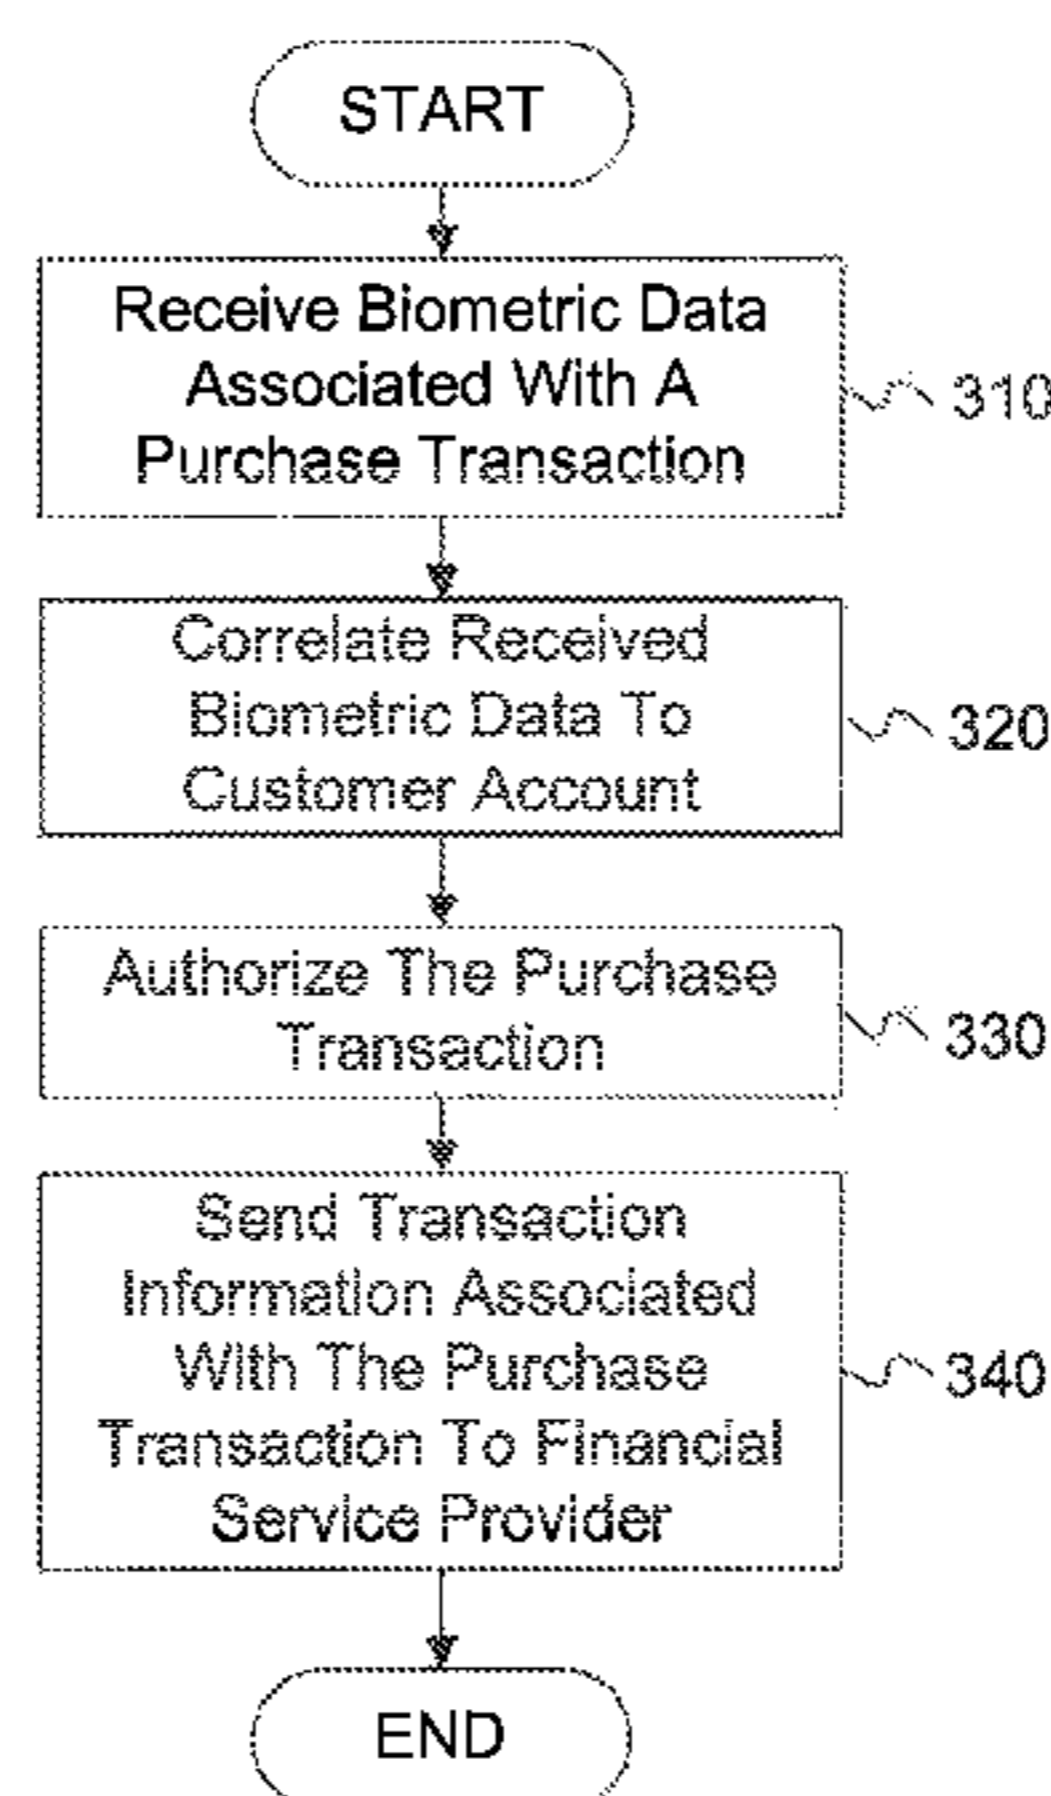 START
Receive Biometric Data
Associated With A
Purchase Transaction
310
Correlate Received
Biometric Data To
Customer Account
320
Authorize The Purchase
Transaction
330
Send Transaction
Information Associated
With The Purchase
Transaction To Financial
Service Provider
340
END